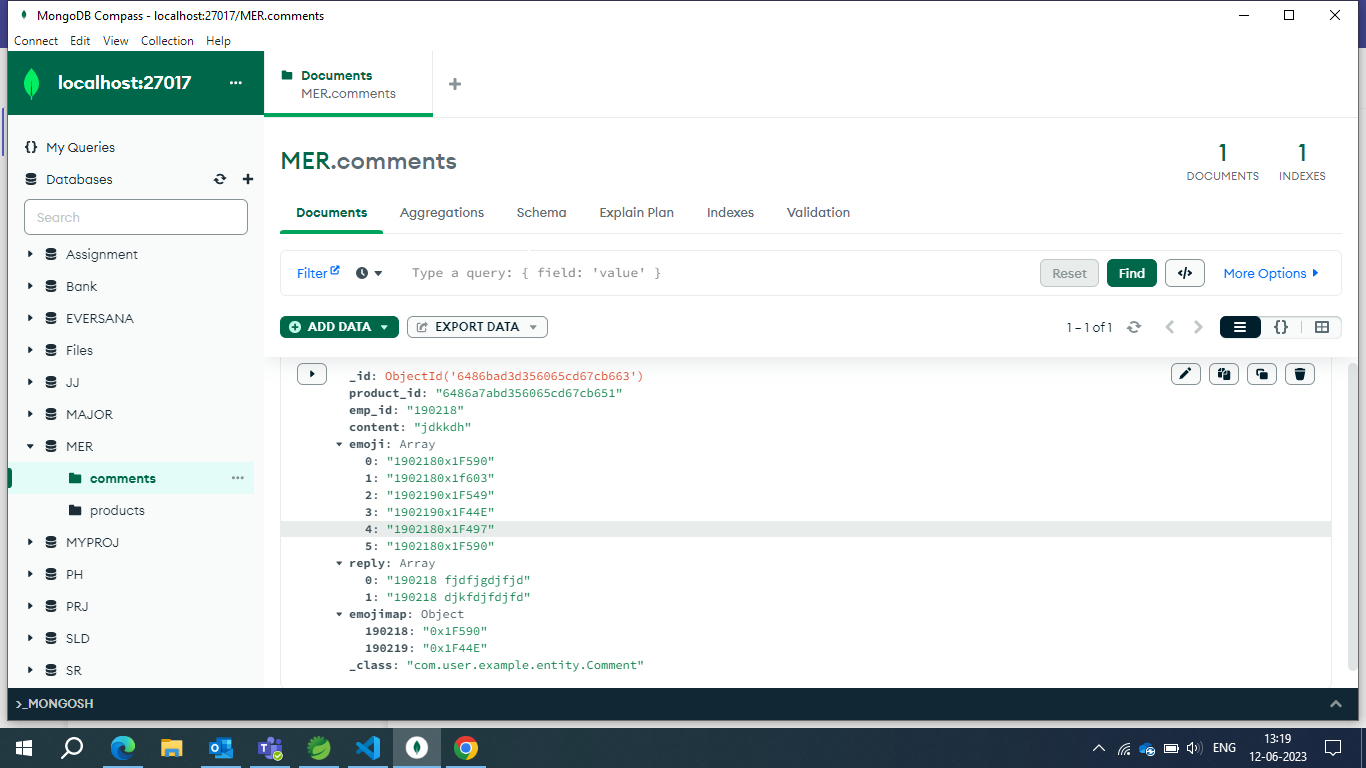 MongoDB Compass - localhost:27017/MER.comments
Connect Edit View Collection Help
localhost:27017 ...
Documents
MER.comments
+
{} My Queries
Databases
Search
Assignment
Bank
EVERSANA
Files
JJ
MAJOR
MER
comments ...
products
MYPROJ
PH
PRJ
SLD
SR
MER.comments
1 DOCUMENTS
1 INDEXES
Documents Aggregations Schema Explain Plan Indexes Validation
Filter Type a query: { field: 'value' } Reset Find </> More Options
ADD DATA EXPORT DATA 1 – 1 of 1 {}
_id: ObjectId('6486bad3d356065cd67cb663')
product_id: "6486a7abd356065cd67cb651"
emp_id: "190218"
content: "jdkkdh"
emoji: Array
0: "1902180x1F590"
1: "1902180x1f603"
2: "1902190x1F549"
3: "1902190x1F44E"
4: "1902180x1F497"
5: "1902180x1F590"
reply: Array
0: "190218 fjdfjgdjfjd"
1: "190218 djkfdjfdjfd"
emojimap: Object
190218: "0x1F590"
190219: "0x1F44E"
_class: "com.user.example.entity.Comment"
>_MONGOSH
ENG
13:19
12-06-2023